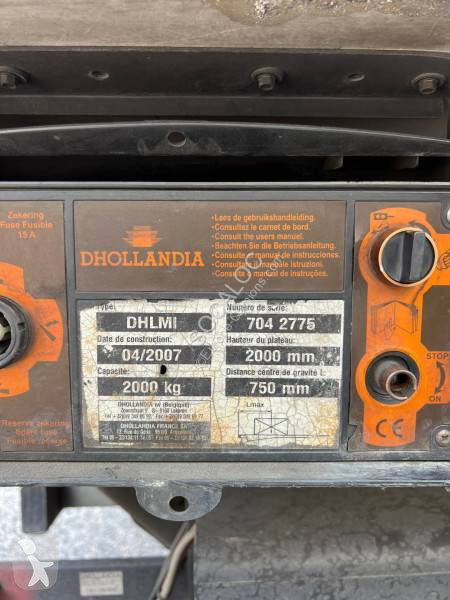 Zekering
Fuse Fusible
15 A
DHOLLANDIA
•Lees de gebruikshandleiding.
•Consultez le carnet de bord.
•Consult the users manual.
•Beachten Sie die Betriebsanleitung.
•Consulte el manual de instrucciones.
•Consultare il manuale istruzioni.
•Consulte o manual de instruções.
Type:
DHLMI
Numéro de série:
704 2775
Date de construction:
04/2007
Hauteur du plateau:
2000 mm
Capacité:
2000 kg
Distance centre de gravité L:
750 mm
DHOLLANDIA nv (Belgique)
Lmax
DHOLLANDIA FRANCE SA
STOP
ON
Reserve zekering
Spare fuse
Fusible